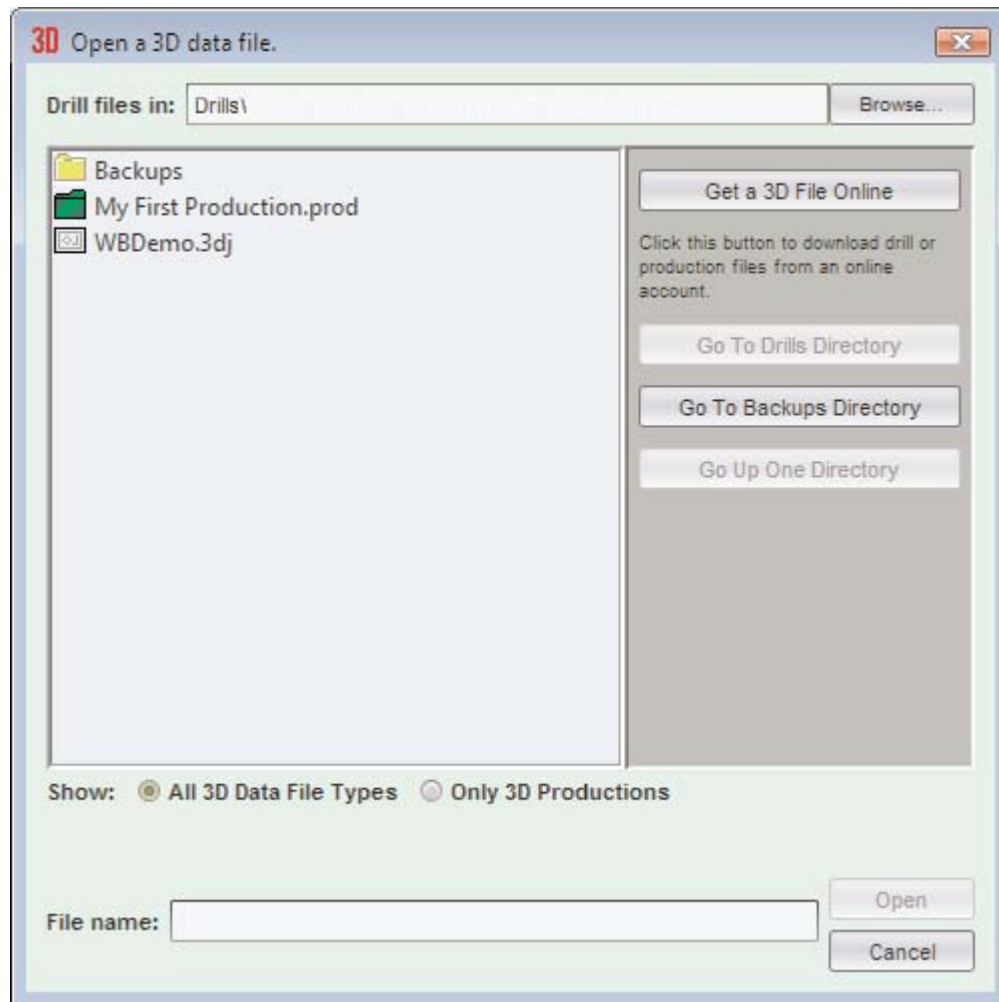 3D Open a 3D data file.
Drill files in: Drills\ Browse...
Backups
My First Production.prod
WBDemo.3dj
Get a 3D File Online
Click this button to download drill or
production files from an online
account.
Go To Drills Directory
Go To Backups Directory
Go Up One Directory
Show: All 3D Data File Types Only 3D Productions
File name:
Open
Cancel